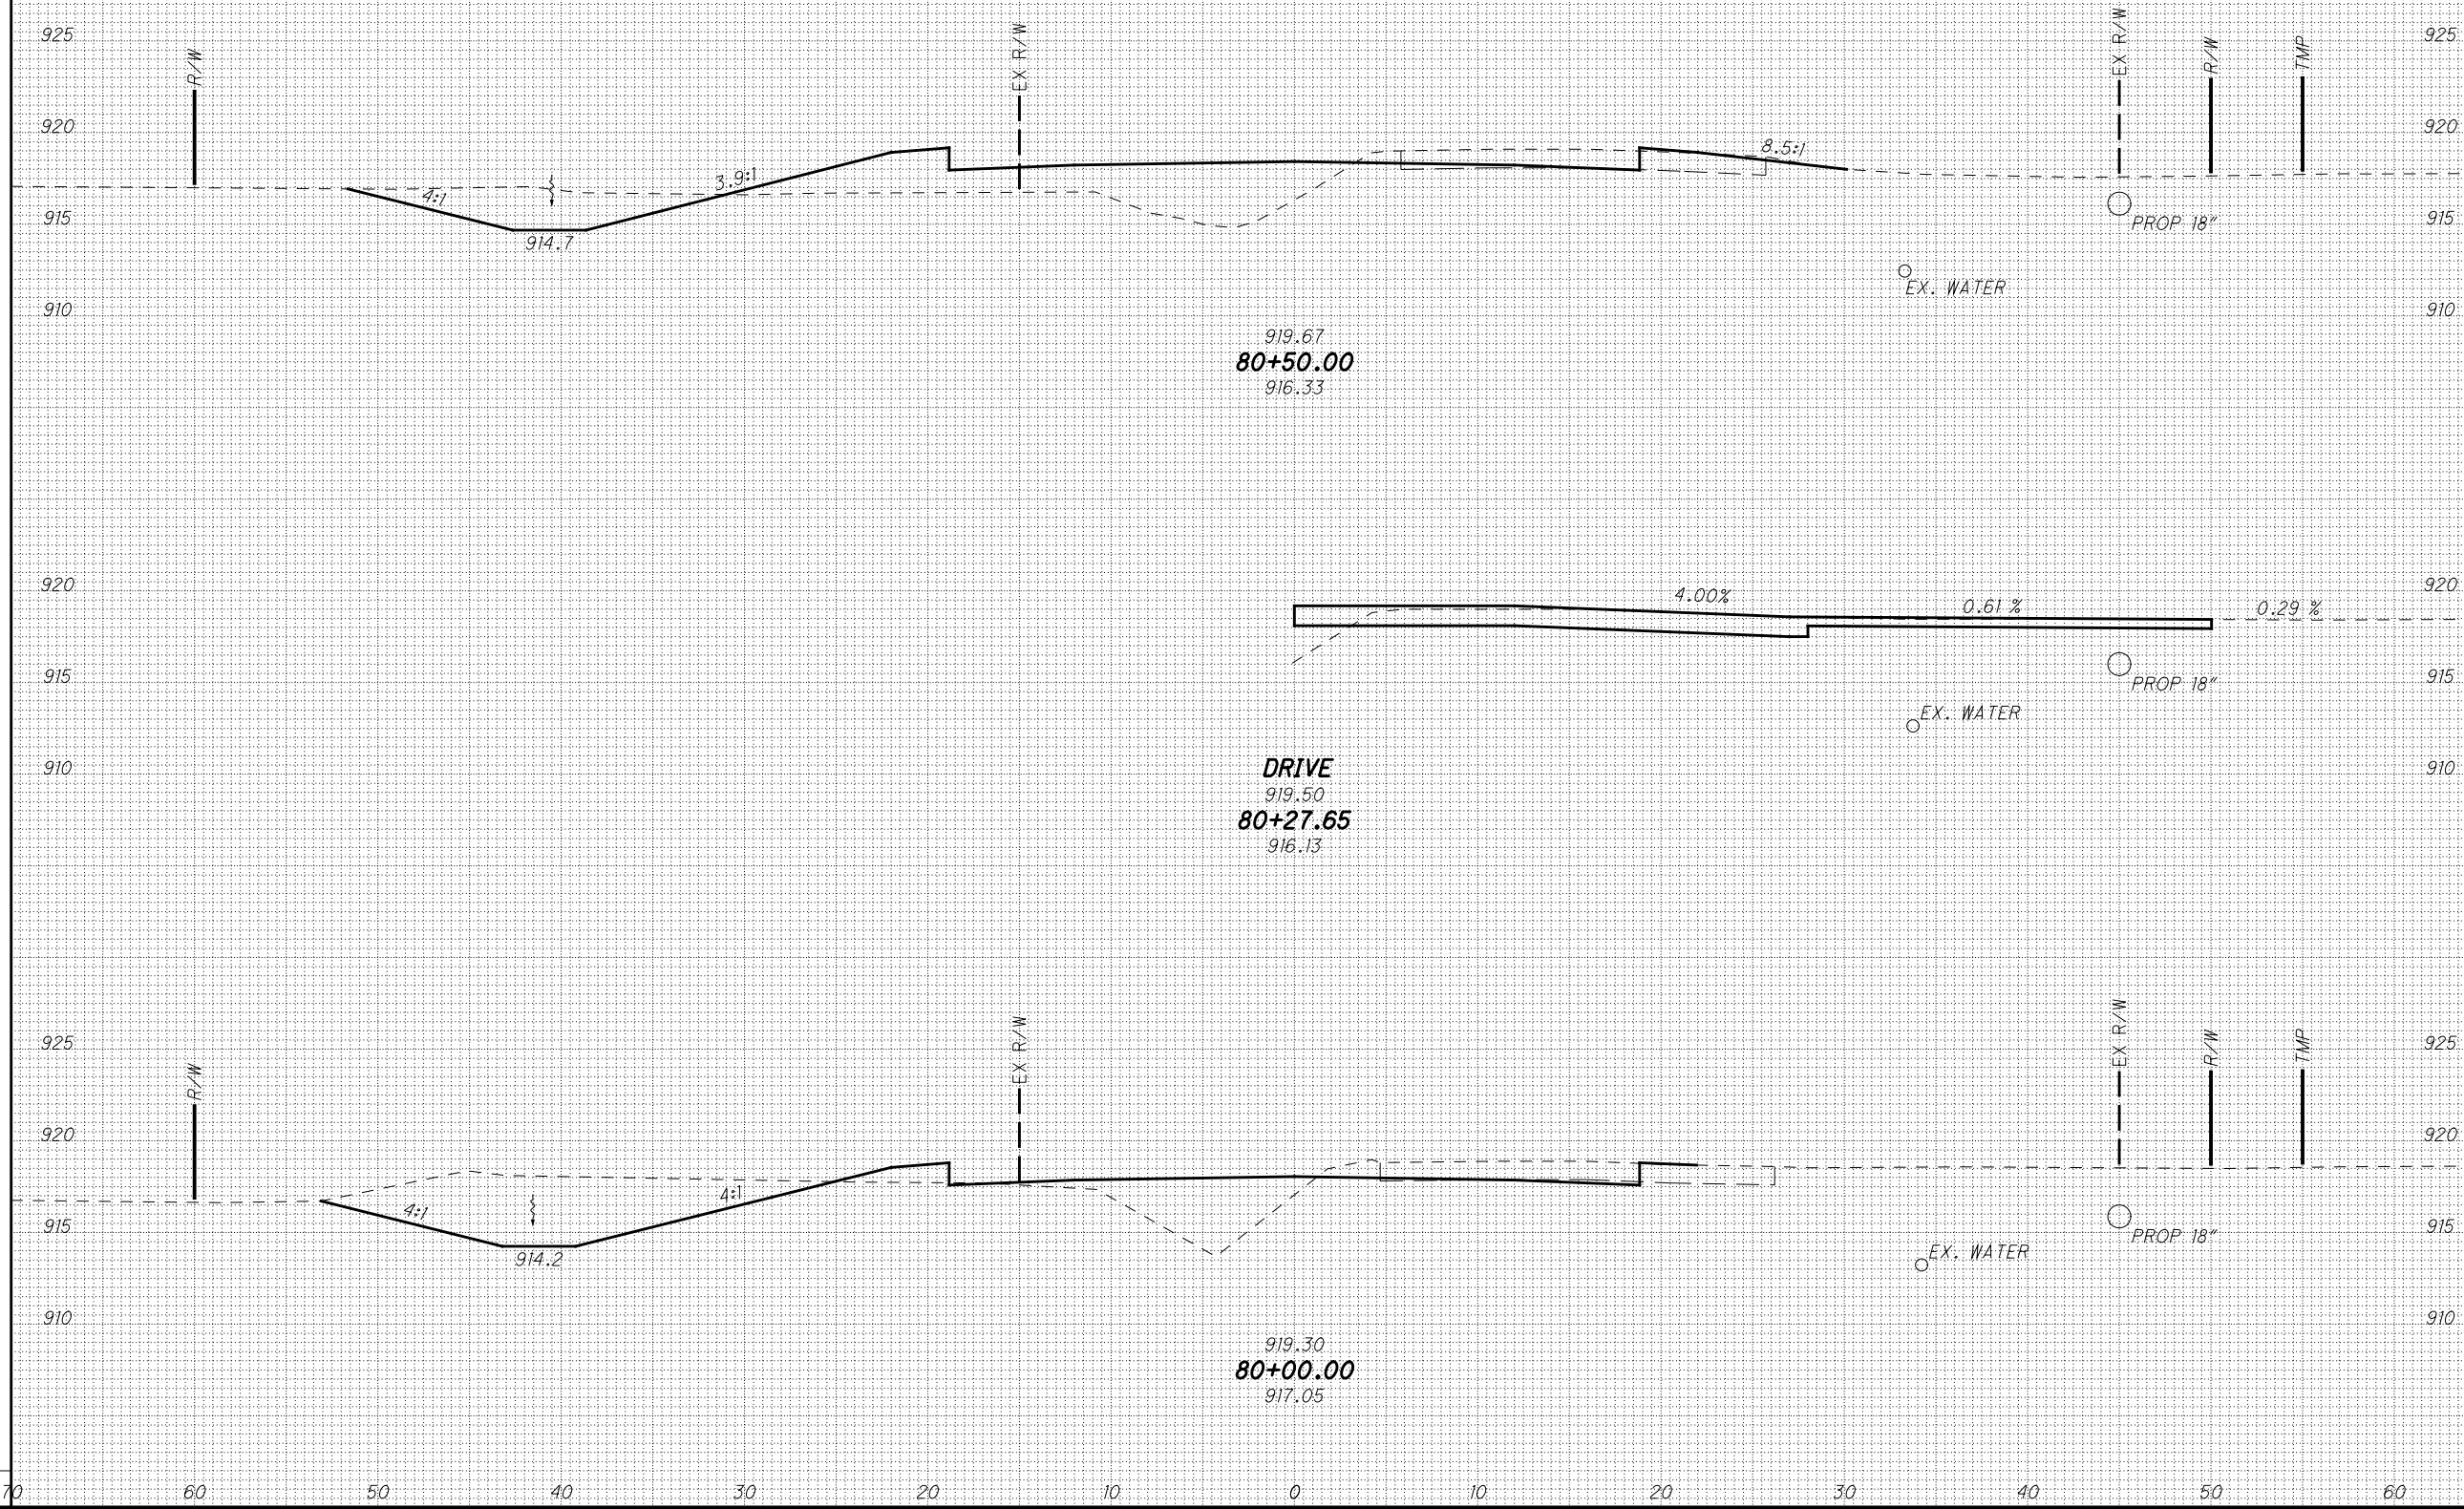 925 925
R/W EX R/W EX R/W R/W TMP
920 920
3.9:1 8.5:1
4:1
915 915
PROP 18"
914.7
EX. WATER
910 910
919.67
80+50.00
916.33
920 920
4.00% 0.61 % 0.29 %
915 915
PROP 18"
EX. WATER
910 910
DRIVE
919.50
80+27.65
916.13
925 925
R/W EX R/W EX R/W R/W TMP
920 920
4:1
4:1
915 915
PROP 18"
914.2
EX. WATER
910 910
919.30
80+00.00
917.05
70 60 50 40 30 20 10 0 10 20 30 40 50 60